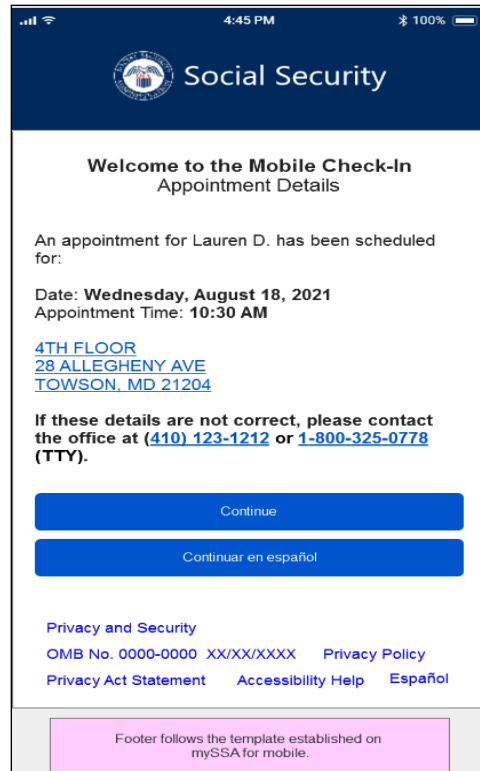 4:45 PM
100%
Social Security
Welcome to the Mobile Check-In
Appointment Details
An appointment for Lauren D. has been scheduled
for:
Date: Wednesday, August 18, 2021
Appointment Time: 10:30 AM
4TH FLOOR
28 ALLEGHENY AVE
TOWSON, MD 21204
If these details are not correct, please contact
the office at (410) 123-1212 or 1-800-325-0778
(TTY).
Continue
Continuar en español
Privacy and Security
OMB No. 0000-0000 XX/XX/XXXX Privacy Policy
Privacy Act Statement Accessibility Help Español
Footer follows the template established on
mySSA for mobile.